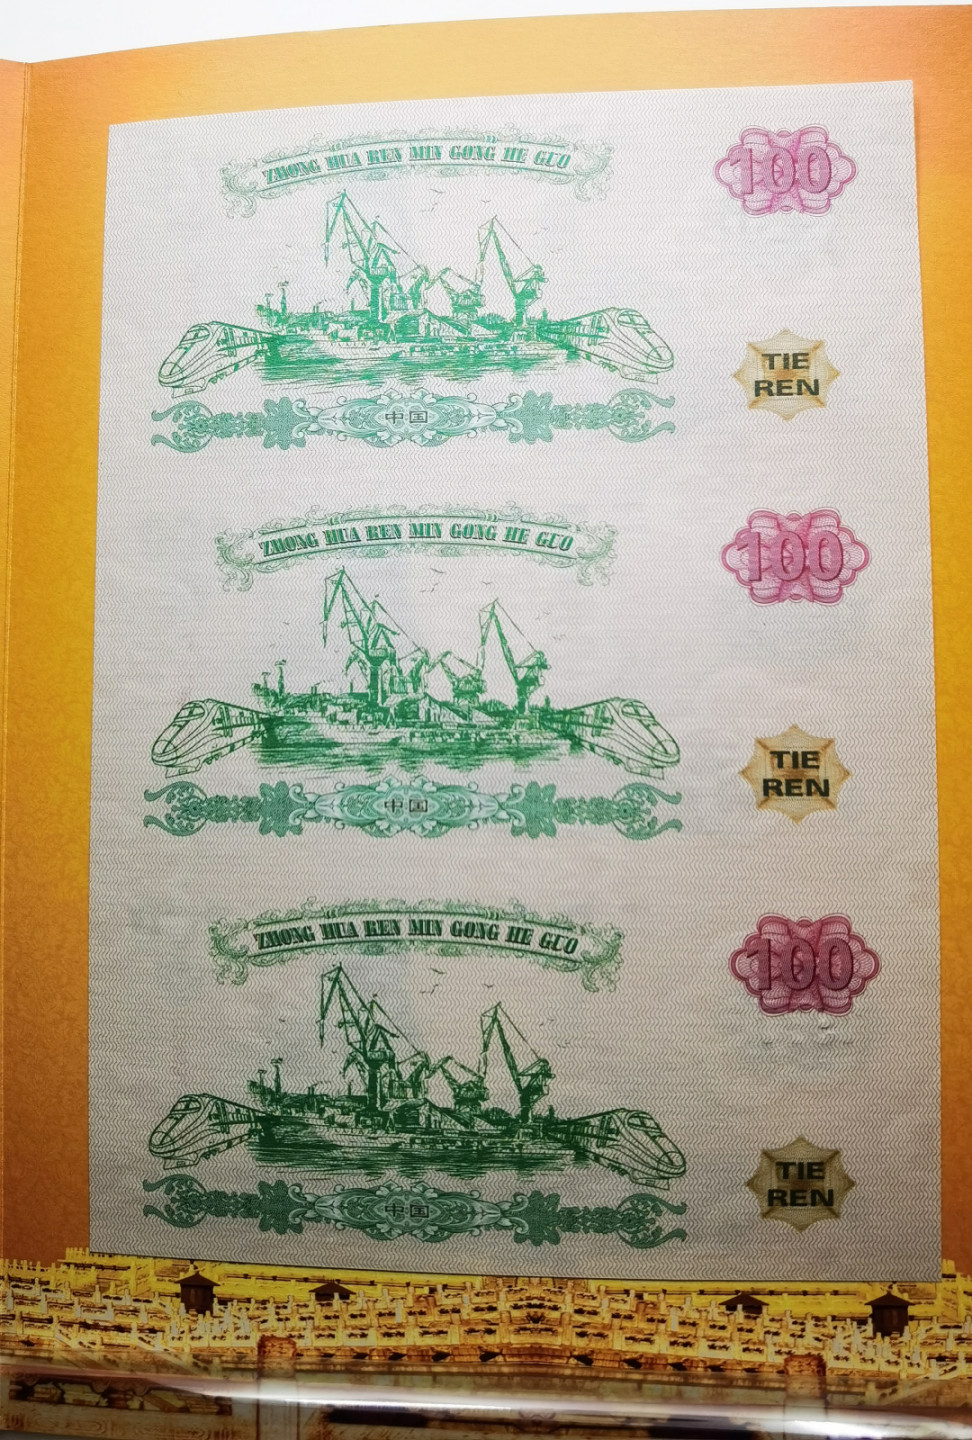 ZHONG HUA REN MIN GONG HE GUO
100
TIE
REN
中国
ZHONG HUA REN MIN GONG HE GUO
100
TIE
REN
中国
ZHONG HUA REN MIN GONG HE GUO
100
TIE
REN
中国